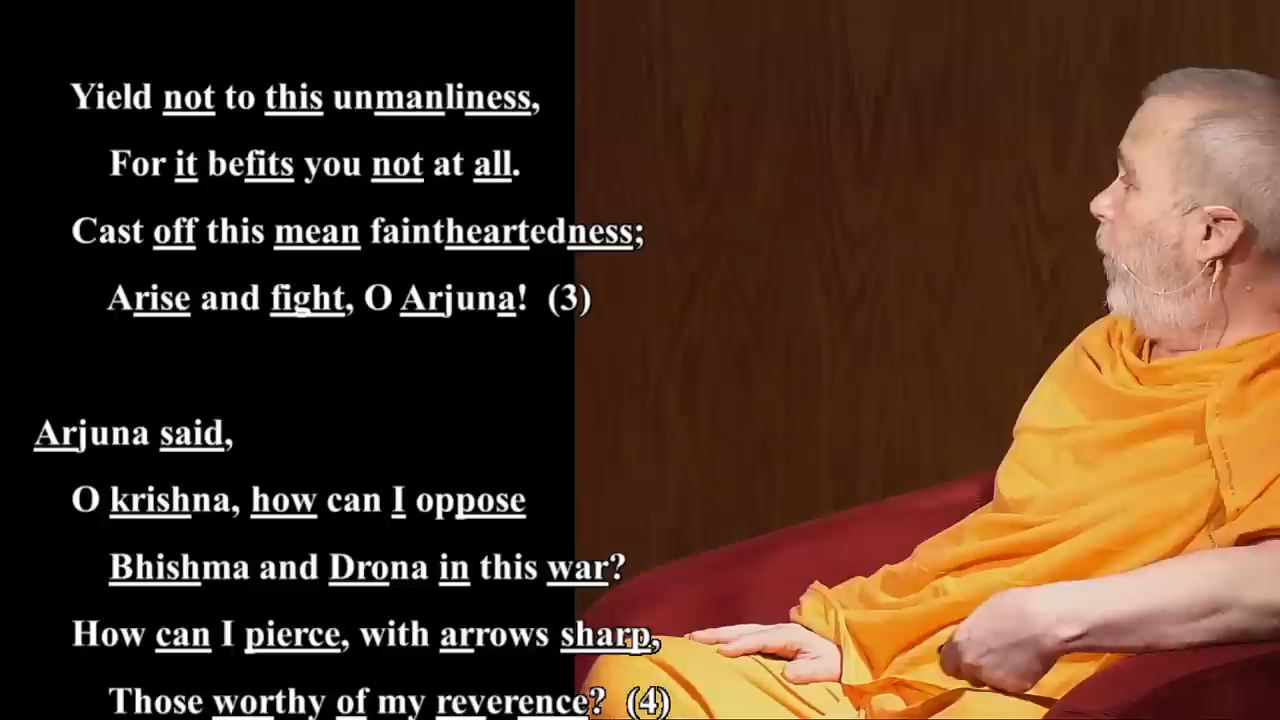 Yield not to this unmanliness,
For it befits you not at all.
Cast off this mean faintheartedness;
Arise and fight, O Arjuna! (3)
Arjuna said,
O krishna, how can I oppose
Bhishma and Drona in this war?
How can I pierce, with arrows sharp,
Those worthy of my reverence? (4)